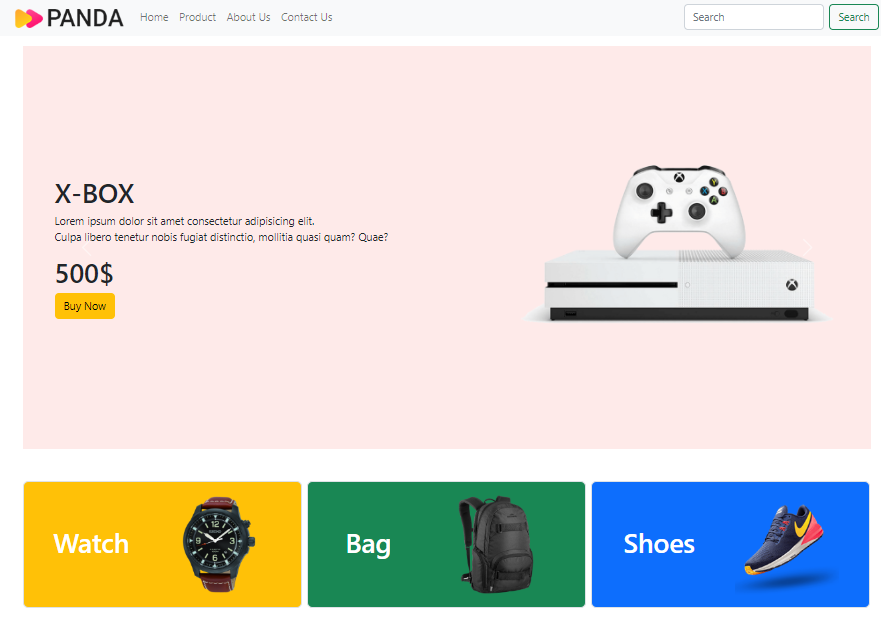 PANDA
Home Product About Us Contact Us
Search
Search
X-BOX
Lorem ipsum dolor sit amet consectetur adipisicing elit.
Culpa libero tenetur nobis fugiat distinctio, mollitia quasi quam? Quae?
500$
Buy Now
Watch
Bag
Shoes